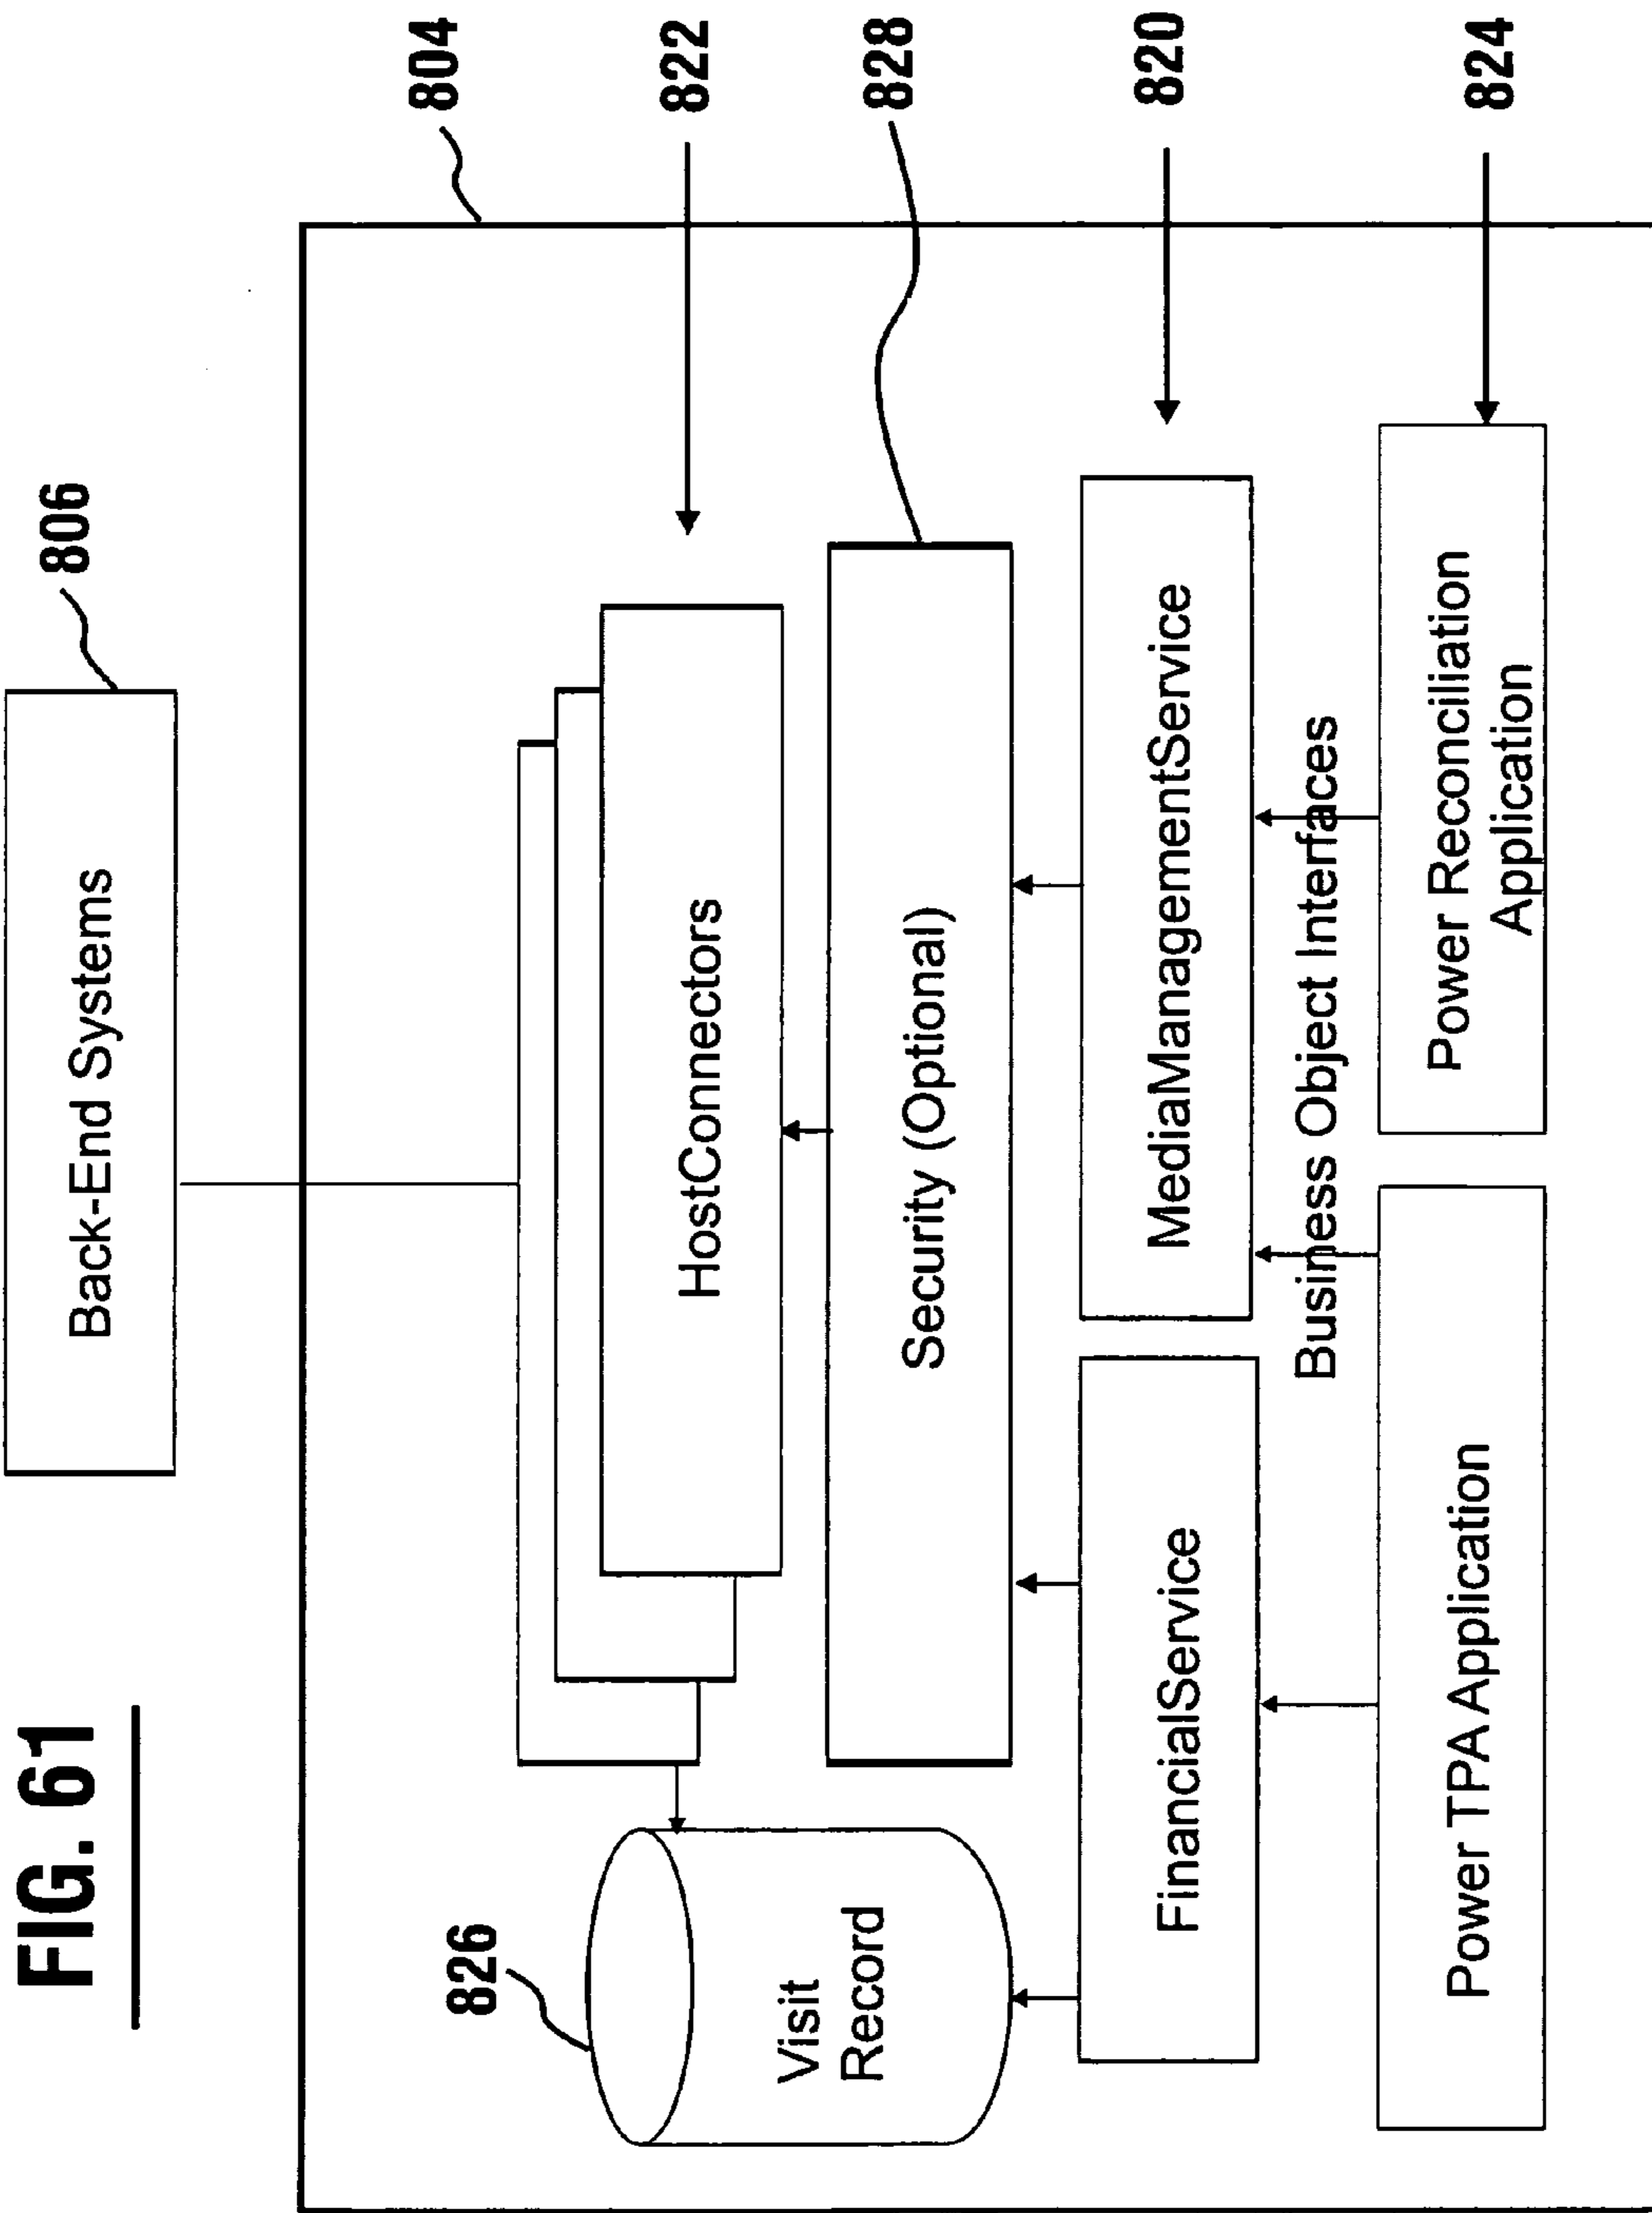 FIG. 61
Back-End Systems
806
804
826
Visit
Record
HostConnectors
822
Security (Optional)
828
FinancialService
MediaManagementService
820
Business Object Interfaces
Power TPA Application
Power Reconciliation
Application
824